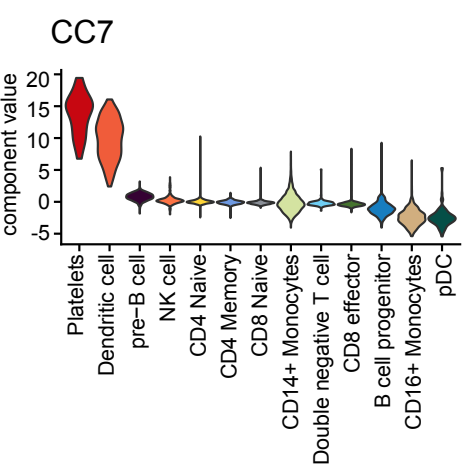 CC7
component value
20
15
10
5
0
-5
Platelets
Dendritic cell
pre−B cell
NK cell
CD4 Naive
CD4 Memory
CD8 Naive
CD14+ Monocytes
Double negative T cell
CD8 effector
B cell progenitor
CD16+ Monocytes
pDC